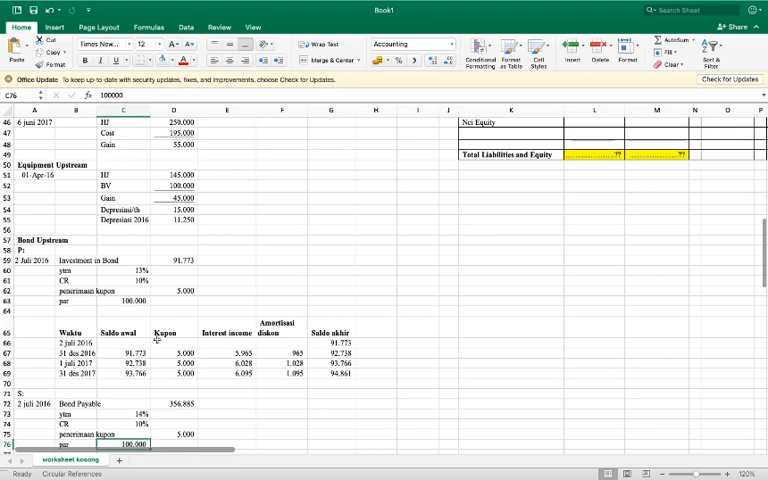 Book1
Search Sheet
Home Insert Page Layout Formulas Data Review View Share
Paste Cut Copy Format
Times New... 12 Wrap Text Accounting
Conditional Formatting Format as Table Cell Styles Insert Delete Format AutoSum Fill Clear Sort & Filter
Office Update To keep up-to-date with security updates, fixes, and improvements, choose Check for Updates. Check for Updates
C76 fx 100000
A B C D E F G H I J K L M N O P
46 6 juni 2017 HJ 250.000 Nci Equity
47 Cost 195.000
48 Gain 55.000
49 Total Liabilities and Equity ....................?? ....................??
50 Equipment Upstream
51 01-Apr-16 HJ 145.000
52 BV 100.000
53 Gain 45.000
54 Depresiasi/th 15.000
55 Depresiasi 2016 11.250
56
57 Bond Upstream
58 P:
59 2 Juli 2016 Investment in Bond 91.773
60 ytm 13%
61 CR 10%
62 penerimaan kupon 5.000
63 par 100.000
64
65 Waktu Saldo awal Kupon Interest income Amortisasi diskon Saldo akhir
66 2 juli 2016 91.773
67 31 des 2016 91.773 5.000 5.965 965 92.738
68 1 juli 2017 92.738 5.000 6.028 1.028 93.766
69 31 des 2017 93.766 5.000 6.095 1.095 94.861
70
71 S:
72 2 juli 2016 Bond Payable 356.885
73 ytm 14%
74 CR 10%
75 penerimaan kupon 5.000
76 par 100.000
worksheet kosong
Ready Circular References 120%